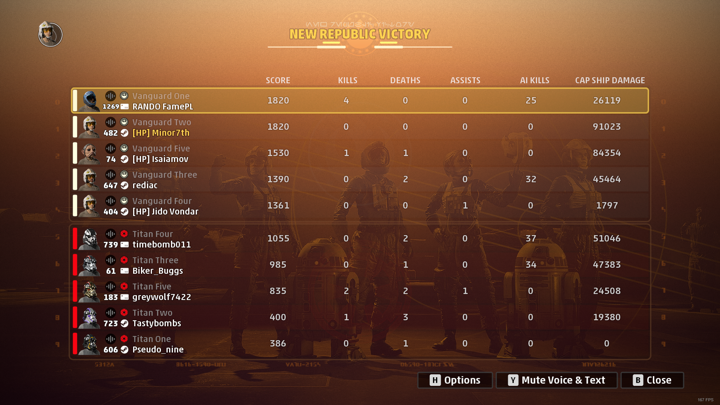 NEW REPUBLIC VICTORY
SCORE KILLS DEATHS ASSISTS AI KILLS CAP SHIP DAMAGE
Vanguard One
1269 RANDO FamePL 1820 4 0 0 25 26119
Vanguard Two
482 [HP] Minor7th 1820 0 0 0 0 91023
Vanguard Five
74 [HP] Isaiamov 1530 1 1 0 0 84354
Vanguard Three
647 rediac 1390 0 2 0 32 45464
Vanguard Four
404 [HP] Jido Vondar 1361 0 0 1 0 1797
Titan Four
739 timebomb011 1055 0 2 0 37 51046
Titan Three
61 Biker_Buggs 985 0 1 0 34 47383
Titan Five
183 greywolf7422 835 2 2 1 0 24508
Titan Two
723 Tastybombs 400 1 3 0 0 19380
Titan One
606 Pseudo_nine 386 0 1 0 0 0
H Options Y Mute Voice & Text B Close